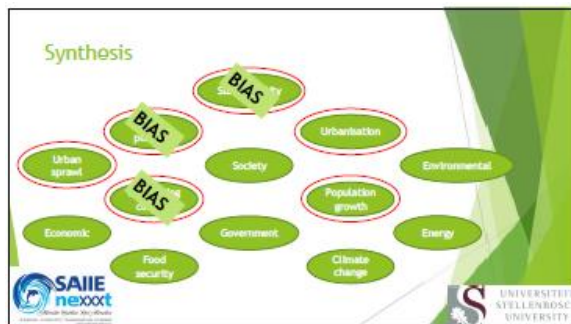 Synthesis
BIAS
BIAS
Urbanisation
Urban
sprawl
Society
Environmental
BIAS
Population
growth
Economic
Government
Energy
Food
security
Climate
change
SAIIE
nexxxt
UNIVERSITEIT
STELLENBOSCH
UNIVERSITY